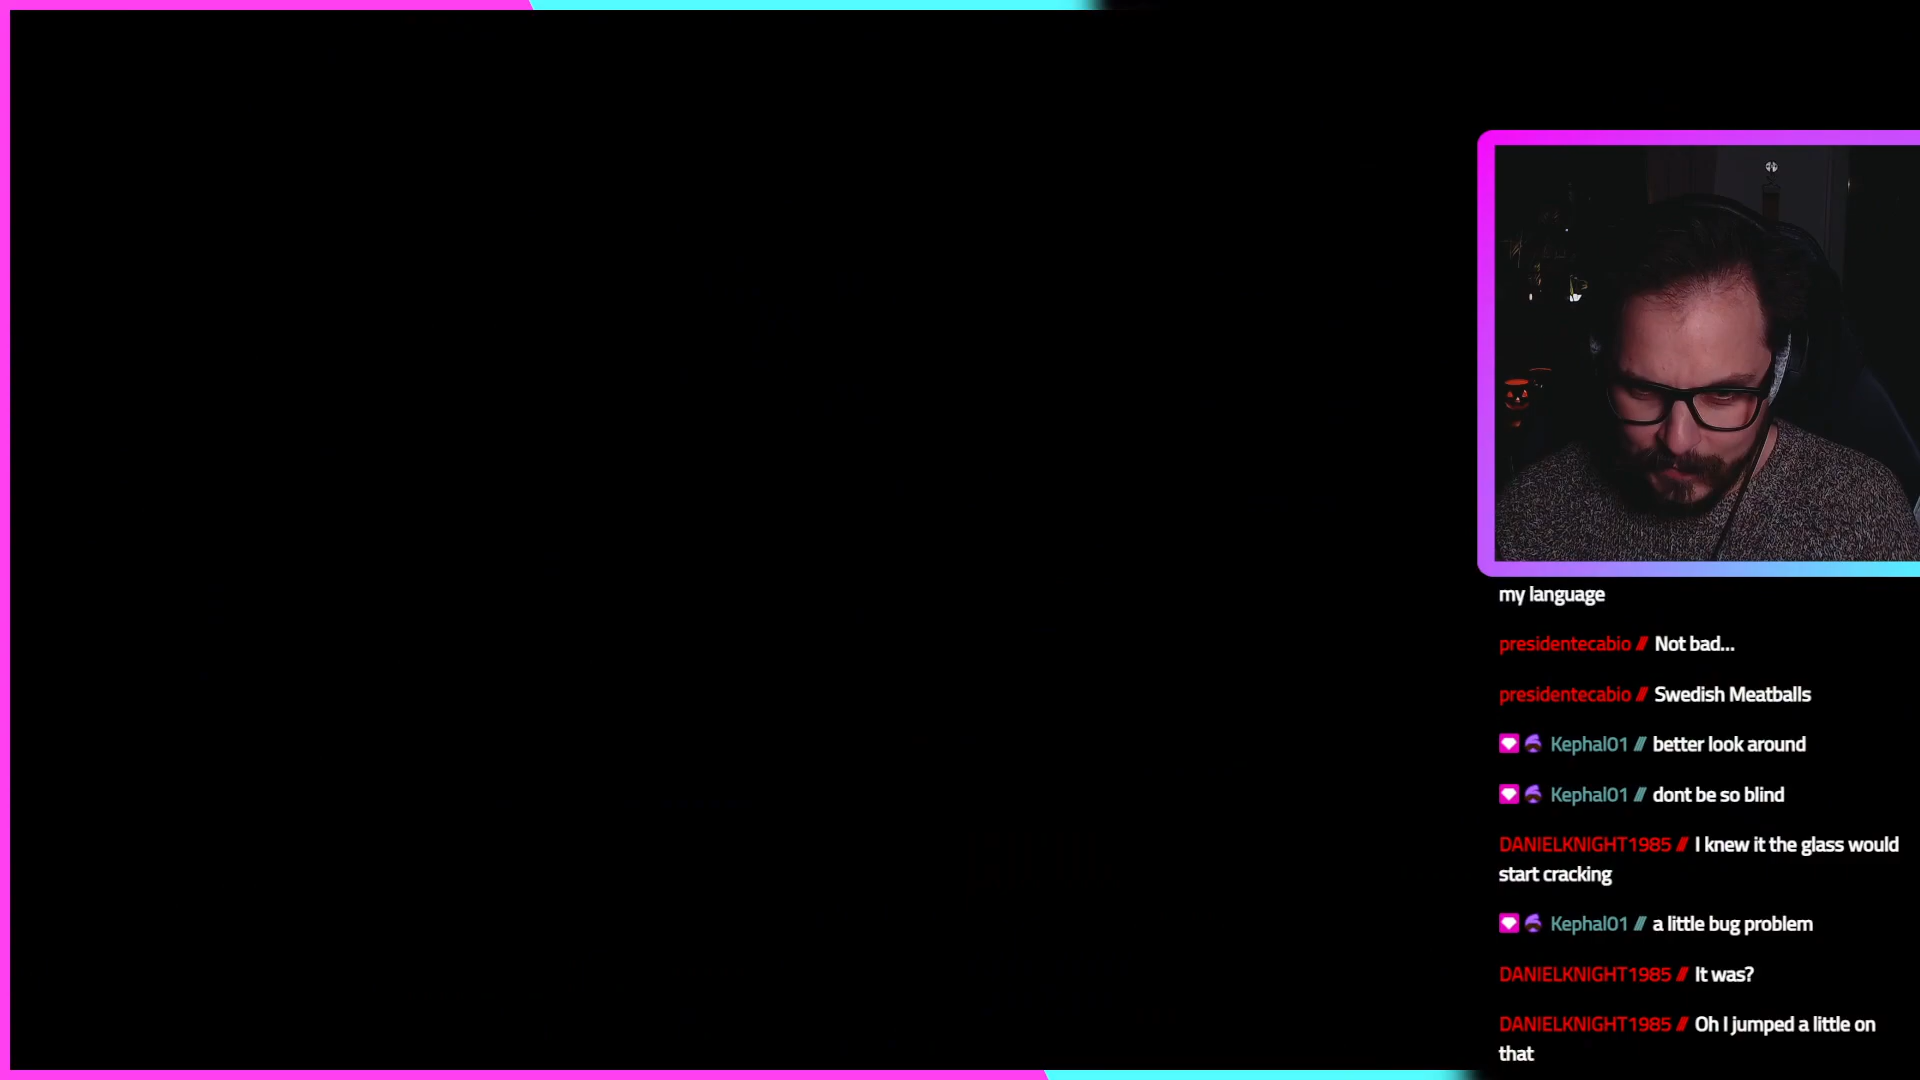 my language
presidentecabio /// Not bad...
presidentecabio /// Swedish Meatballs
Kephal01 /// better look around
Kephal01 /// dont be so blind
DANIELKNIGHT1985 /// I knew it the glass would
start cracking
Kephal01 /// a little bug problem
DANIELKNIGHT1985 /// It was?
DANIELKNIGHT1985 /// Oh I jumped a little on
that